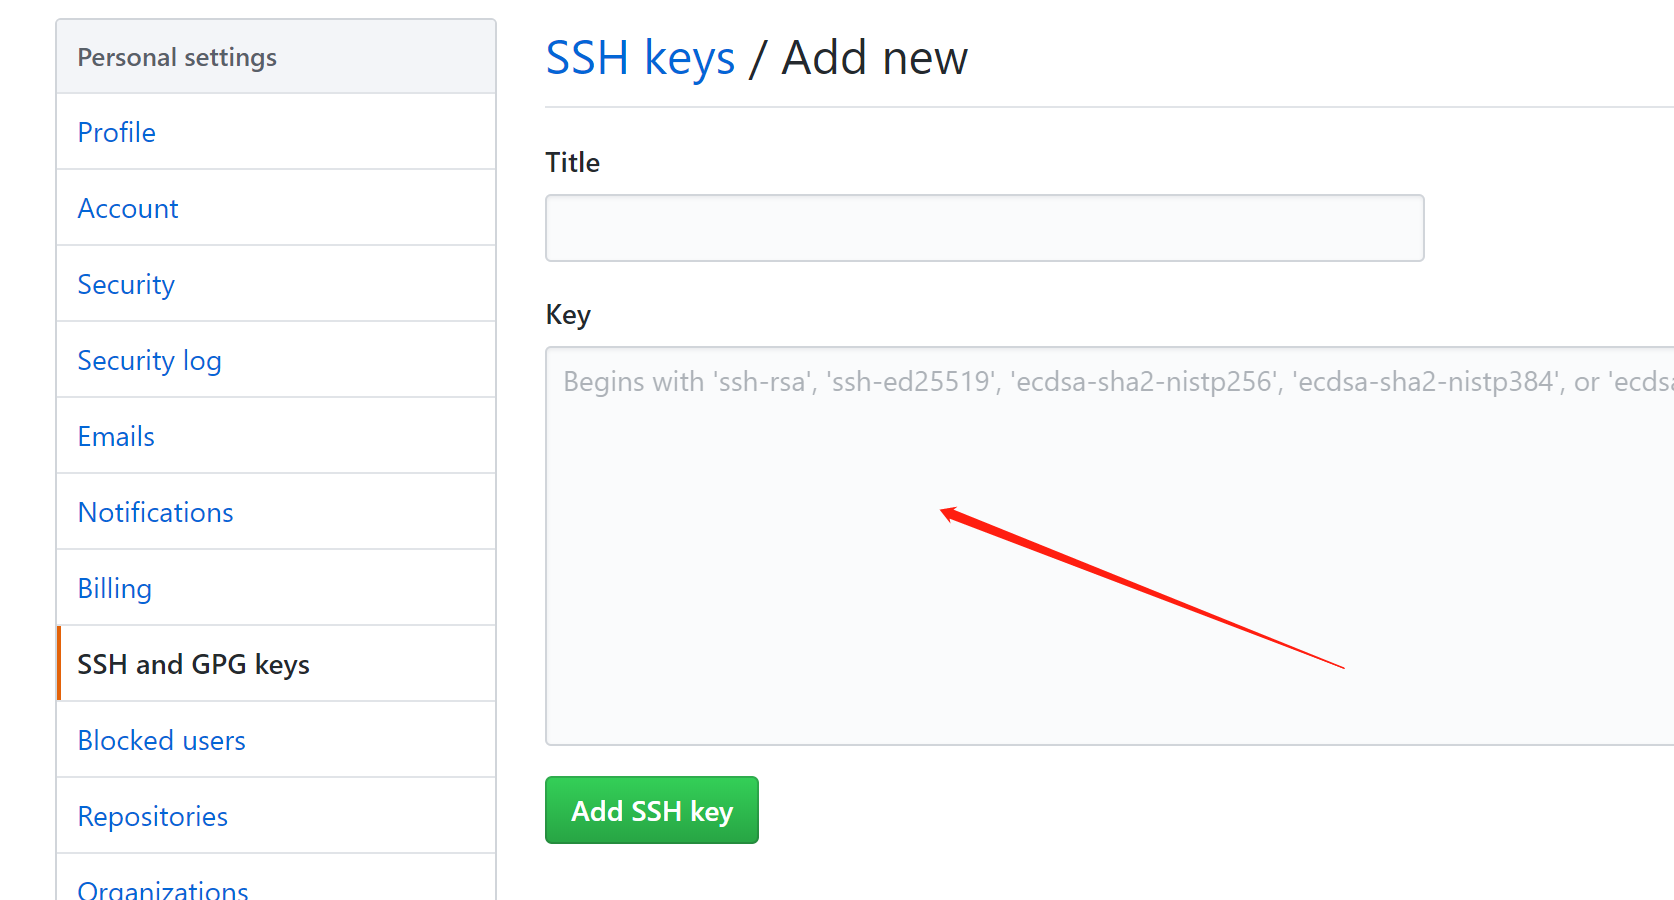 Personal settings
Profile
Account
Security
Security log
Emails
Notifications
Billing
SSH and GPG keys
Blocked users
Repositories
Organizations
SSH keys / Add new
Title
Key
Begins with 'ssh-rsa', 'ssh-ed25519', 'ecdsa-sha2-nistp256', 'ecdsa-sha2-nistp384', or 'ecdsa
Add SSH key